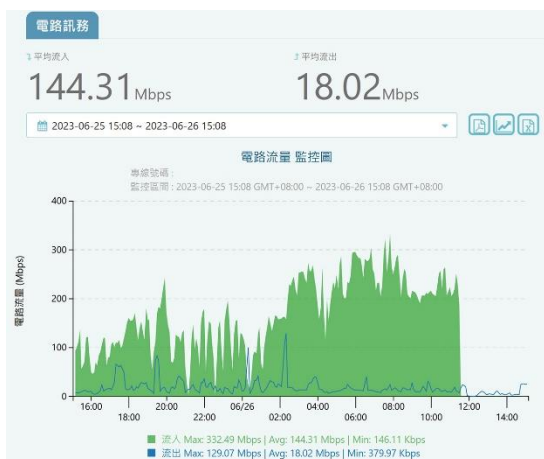 電路訊務
平均流入
平均流出
144.31 Mbps
18.02 Mbps
2023-06-25 15:08 ~ 2023-06-26 15:08
電路流量 監控圖
專線號碼 :
監控區間 : 2023-06-25 15:08 GMT+08:00 ~ 2023-06-26 15:08 GMT+08:00
電路流量 (Mbps)
400
300
200
100
0
16:00 18:00 20:00 22:00 06/26 02:00 04:00 06:00 08:00 10:00 12:00 14:00
流入 Max: 332.49 Mbps | Avg: 144.31 Mbps | Min: 146.11 Kbps
流出 Max: 129.07 Mbps | Avg: 18.02 Mbps | Min: 379.97 Kbps